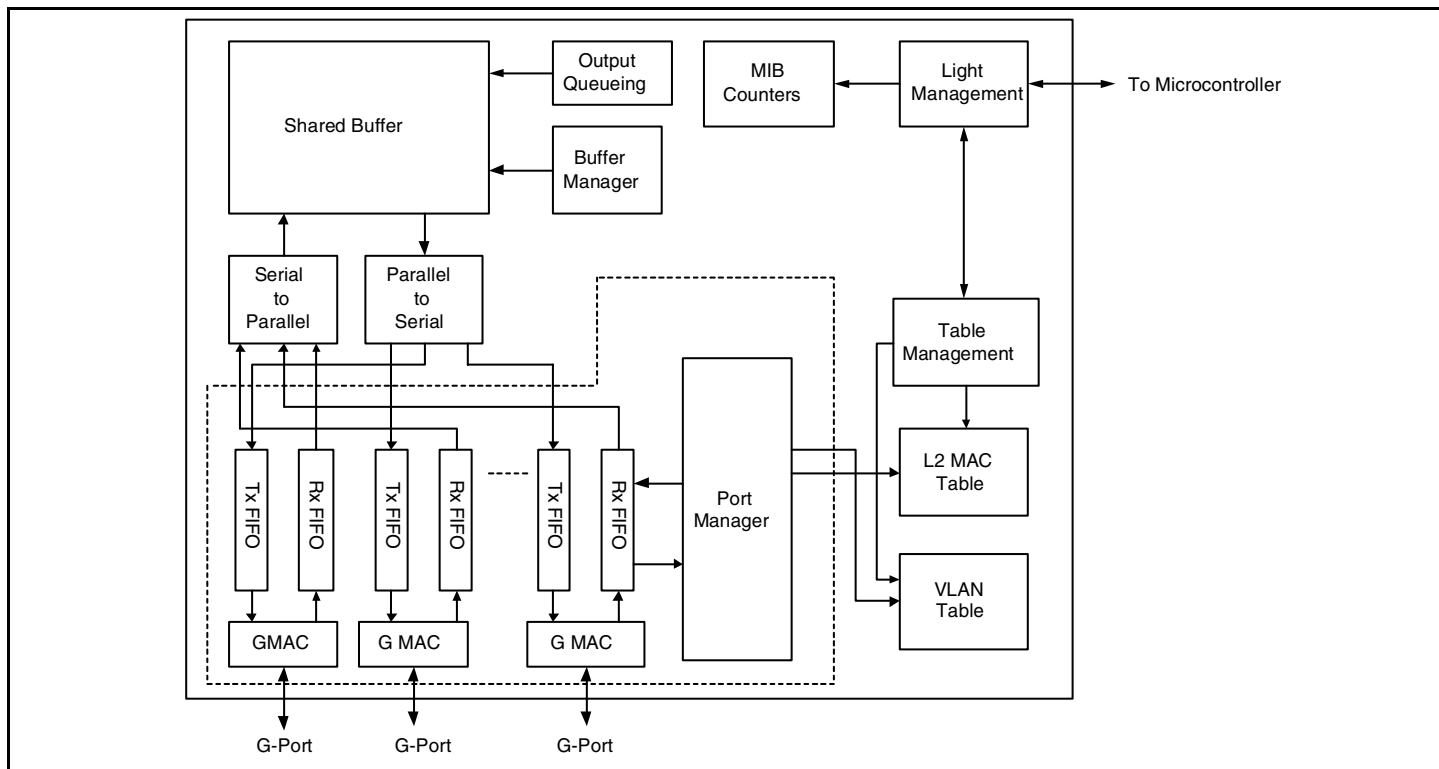 Shared Buffer
Output
Queueing
Buffer
Manager
MIB
Counters
Light
Management
To Microcontroller
Serial
to
Parallel
Parallel
to
Serial
Table
Management
L2 MAC
Table
VLAN
Table
Port
Manager
Tx FIFO
Rx FIFO
Tx FIFO
Rx FIFO
Tx FIFO
Rx FIFO
GMAC
G MAC
G MAC
G-Port
G-Port
G-Port